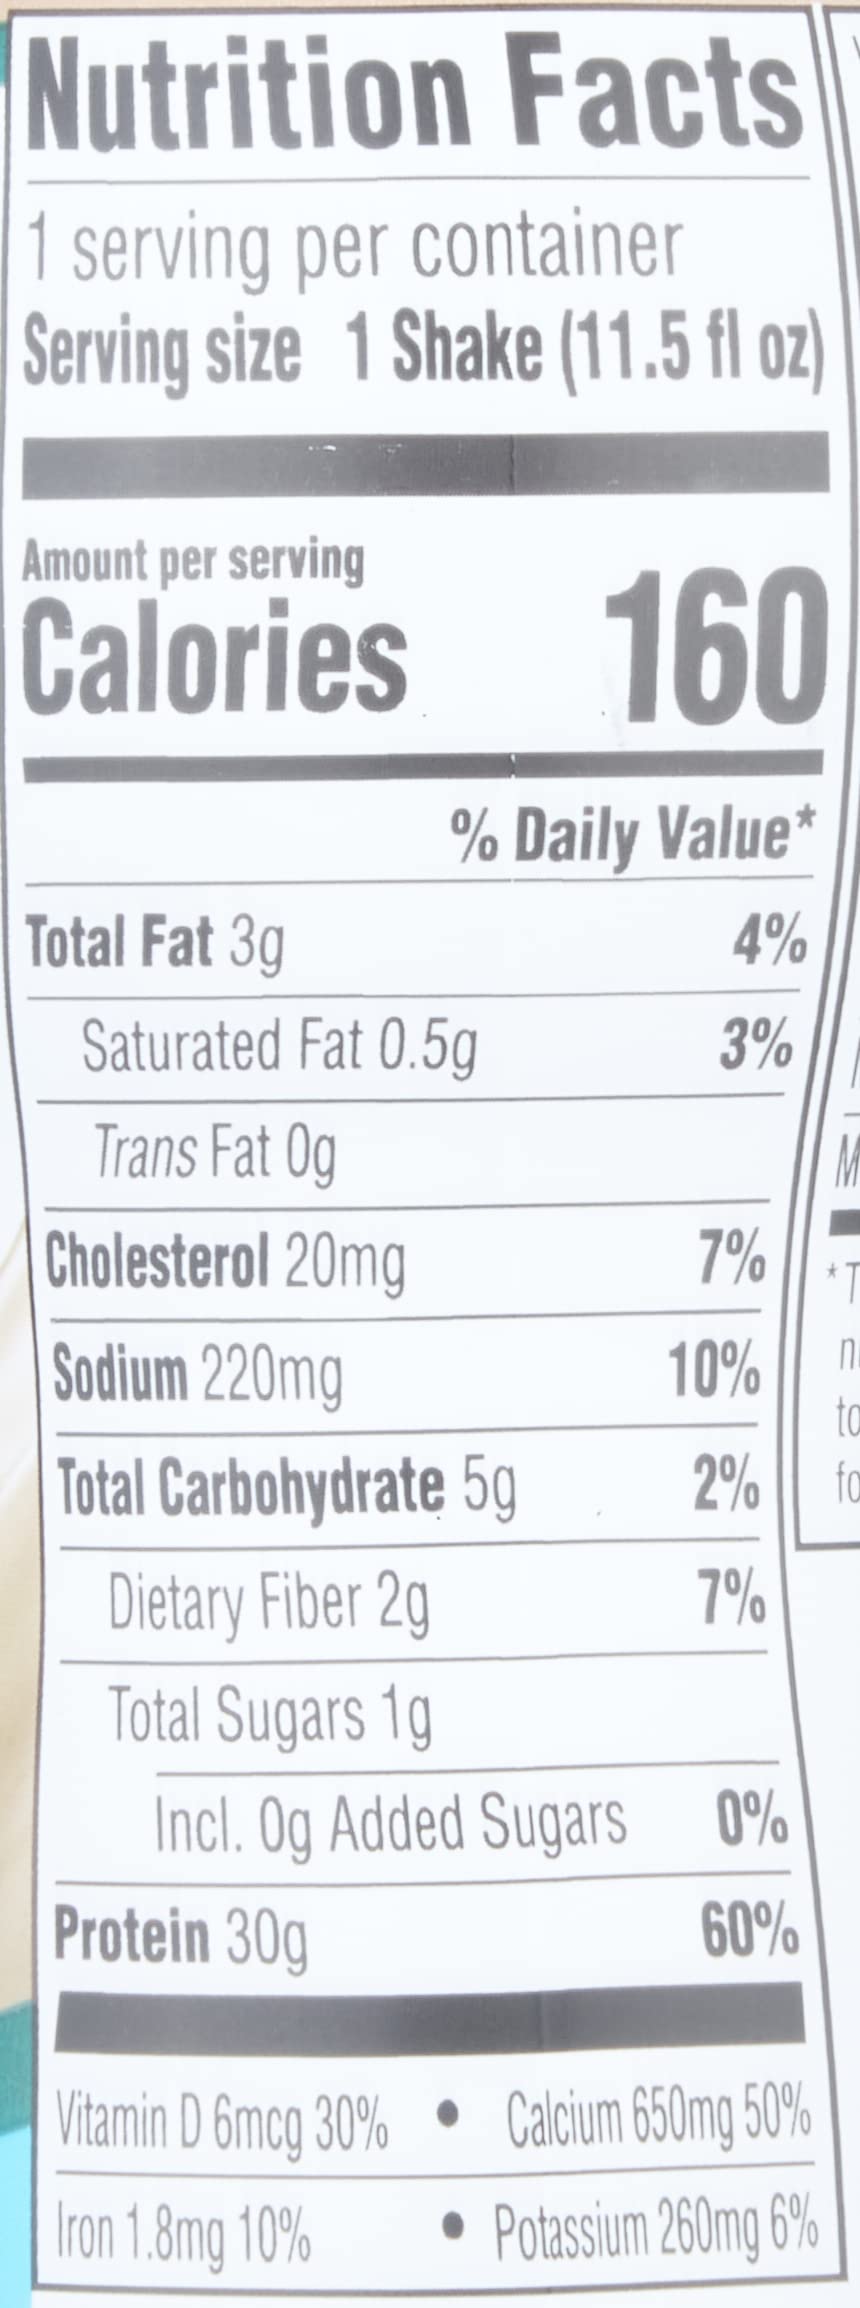 Nutrition Facts
1 serving per container
Serving size 1 Shake (11.5 fl oz)
Amount per serving
Calories 160
% Daily Value*
Total Fat 3g 4%
Saturated Fat 0.5g 3%
Trans Fat 0g
Cholesterol 20mg 7%
Sodium 220mg 10%
Total Carbohydrate 5g 2%
Dietary Fiber 2g 7%
Total Sugars 1g
Incl. 0g Added Sugars 0%
Protein 30g 60%
Vitamin D 6mcg 30% • Calcium 650mg 50%
Iron 1.8mg 10% • Potassium 260mg 6%